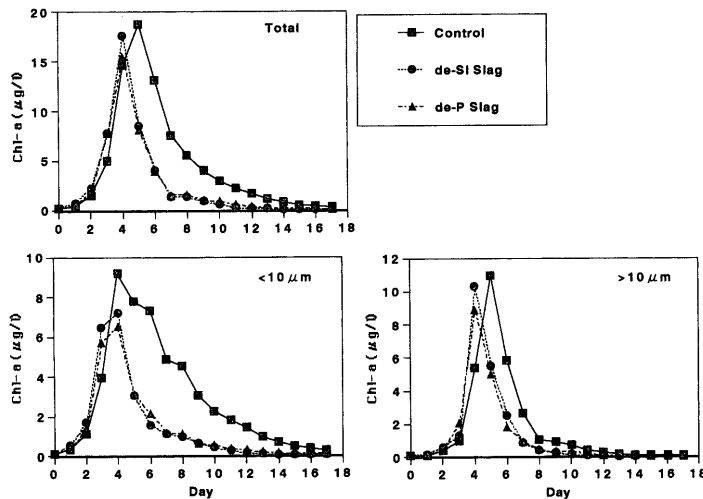 Total
Control
de-Si Slag
de-P Slag
Chl-a (μg/l)
20
15
10
5
0
0 2 4 6 8 10 12 14 16 18
<10 μm
Chl-a (μg/l)
10
8
6
4
2
0
0 2 4 6 8 10 12 14 16 18
Day
>10 μm
Chl-a (μg/l)
12
10
8
6
4
2
0
0 2 4 6 8 10 12 14 16 18
Day